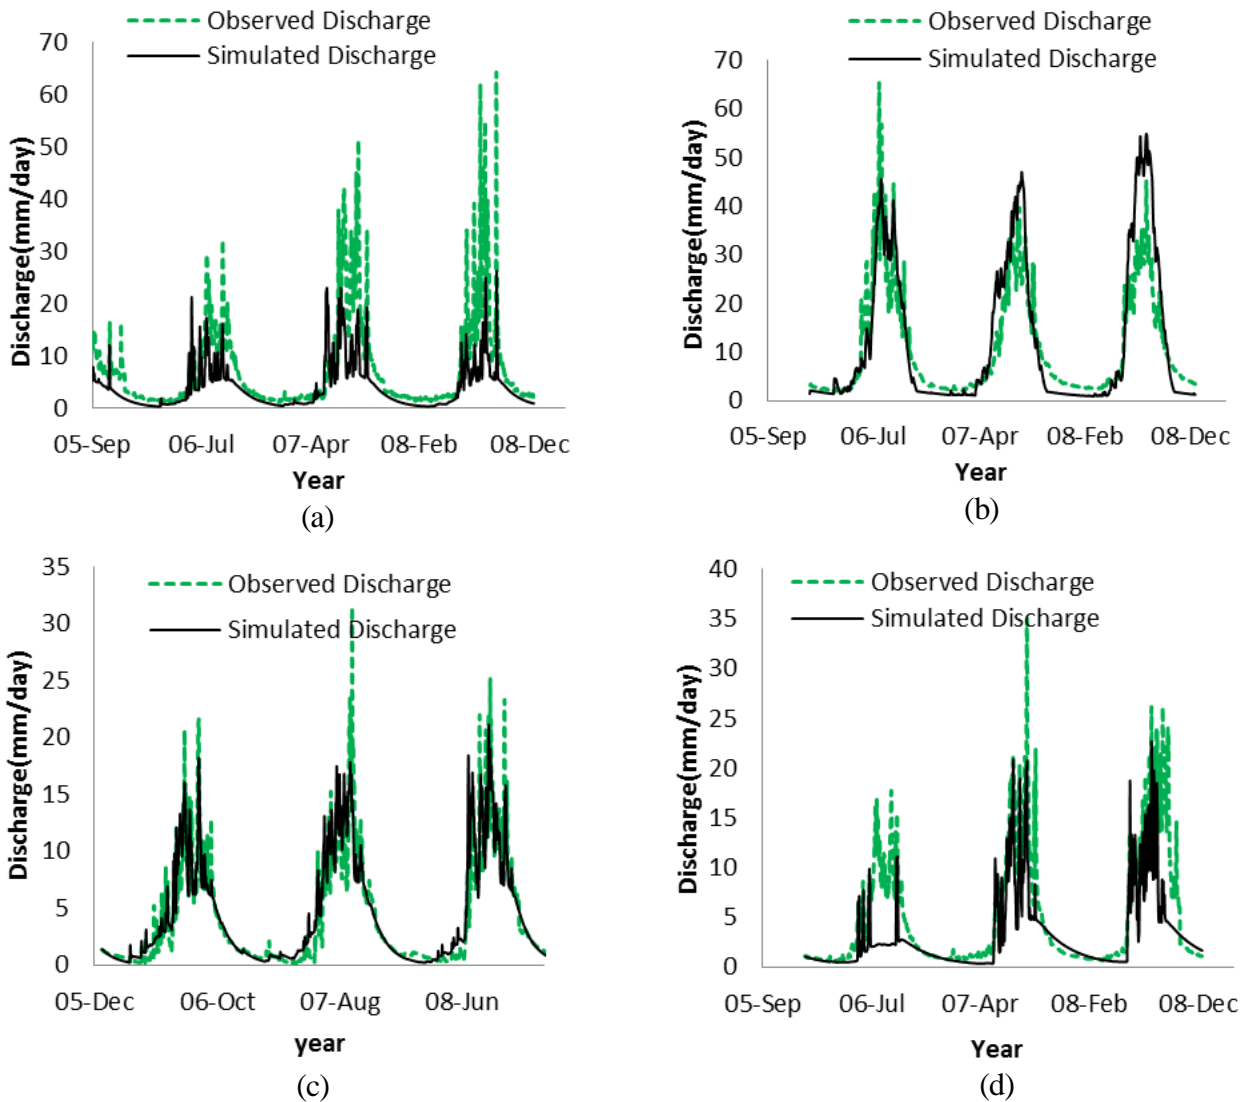 Observed Discharge
Simulated Discharge
70
60
50
40
30
20
10
0
Discharge(mm/day)
05-Sep 06-Jul 07-Apr 08-Feb 08-Dec
Year
(a)
Observed Discharge
Simulated Discharge
70
60
50
40
30
20
10
0
Discharge(mm/day)
05-Sep 06-Jul 07-Apr 08-Feb 08-Dec
Year
(b)
Observed Discharge
Simulated Discharge
35
30
25
20
15
10
5
0
Discharge(mm/day)
05-Dec 06-Oct 07-Aug 08-Jun
year
(c)
Observed Discharge
Simulated Discharge
40
35
30
25
20
15
10
5
0
Discharge(mm/day)
05-Sep 06-Jul 07-Apr 08-Feb 08-Dec
Year
(d)